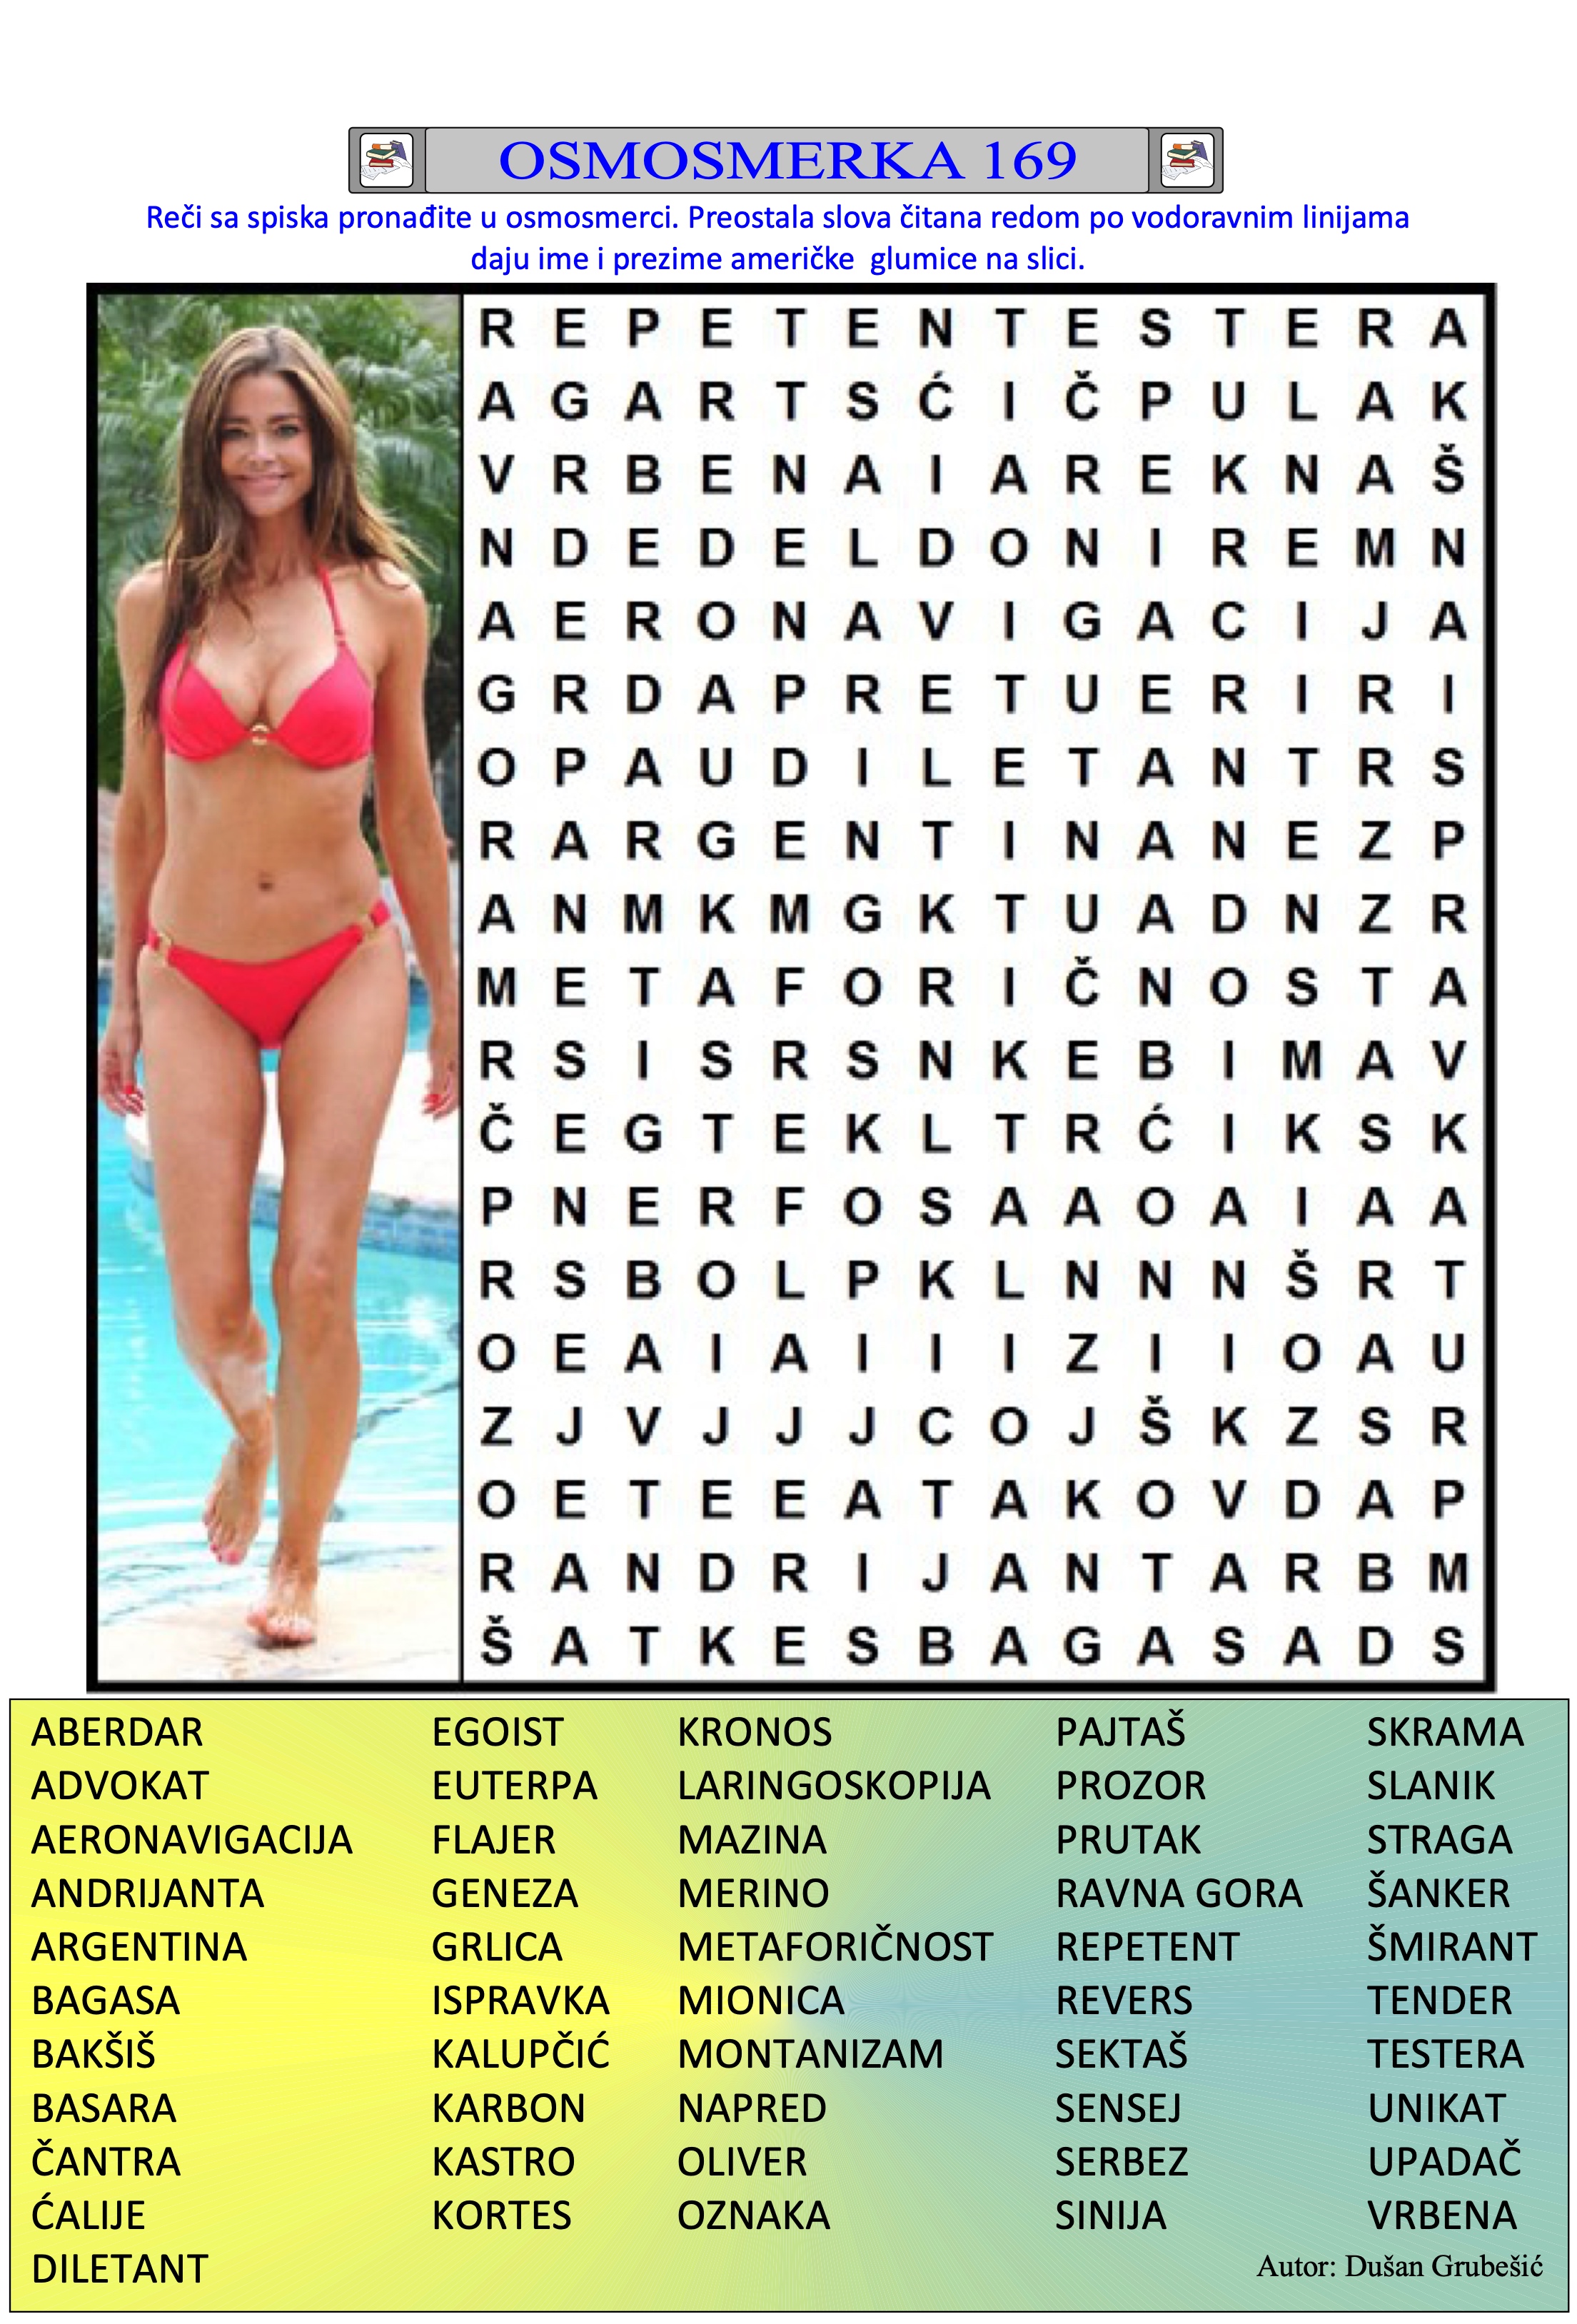 OSMOSMERKA 169
Reči sa spiska pronađite u osmosmerci. Preostala slova čitana redom po vodoravnim linijama
daju ime i prezime američke glumice na slici.
R E P E T E N T E S T E R A
A G A R T S Ć I Č P U L A K
V R B E N A I A R E K N A Š
N D E D E L D O N I R E M N
A E R O N A V I G A C I J A
G R D A P R E T U E R I R I
O P A U D I L E T A N T R S
R A R G E N T I N A N E Z P
A N M K M G K T U A D N Z R
M E T A F O R I Č N O S T A
R S I S R S N K E B I M A V
Č E G T E K L T R Ć I K S K
P N E R F O S A A O A I A A
R S B O L P K L N N N Š R T
O E A I A I I I Z I I O A U
Z J V J J J C O J Š K Z S R
O E T E E A T A K O V D A P
R A N D R I J A N T A R B M
Š A T K E S B A G A S A D S
ABERDAR EGOIST KRONOS PAJTAŠ SKRAMA
ADVOKAT EUTERPA LARINGOSKOPIJA PROZOR SLANIK
AERONAVIGACIJA FLAJER MAZINA PRUTAK STRAGA
ANDRIJANTA GENEZA MERINO RAVNA GORA ŠANKER
ARGENTINA GRLICA METAFORIČNOST REPETENT ŠMIRANT
BAGASA ISPRAVKA MIONICA REVERS TENDER
BAKŠIŠ KALUPČIĆ MONTANIZAM SEKTAŠ TESTERA
BASARA KARBON NAPRED SENSEJ UNIKAT
ČANTRA KASTRO OLIVER SERBEZ UPADAČ
ĆALIJE KORTES OZNAKA SINIJA VRBENA
DILETANT Autor: Dušan Grubešić